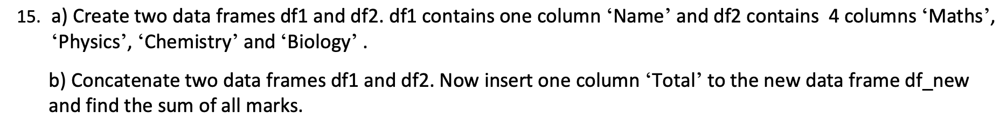 15. a) Create two data frames df1 and df2. df1 contains one column ‘Name’ and df2 contains  4 columns ‘Maths’,
‘Physics’, ‘Chemistry’ and ‘Biology’ .
b) Concatenate two data frames df1 and df2. Now insert one column ‘Total’ to the new data frame df_new
and find the sum of all marks.